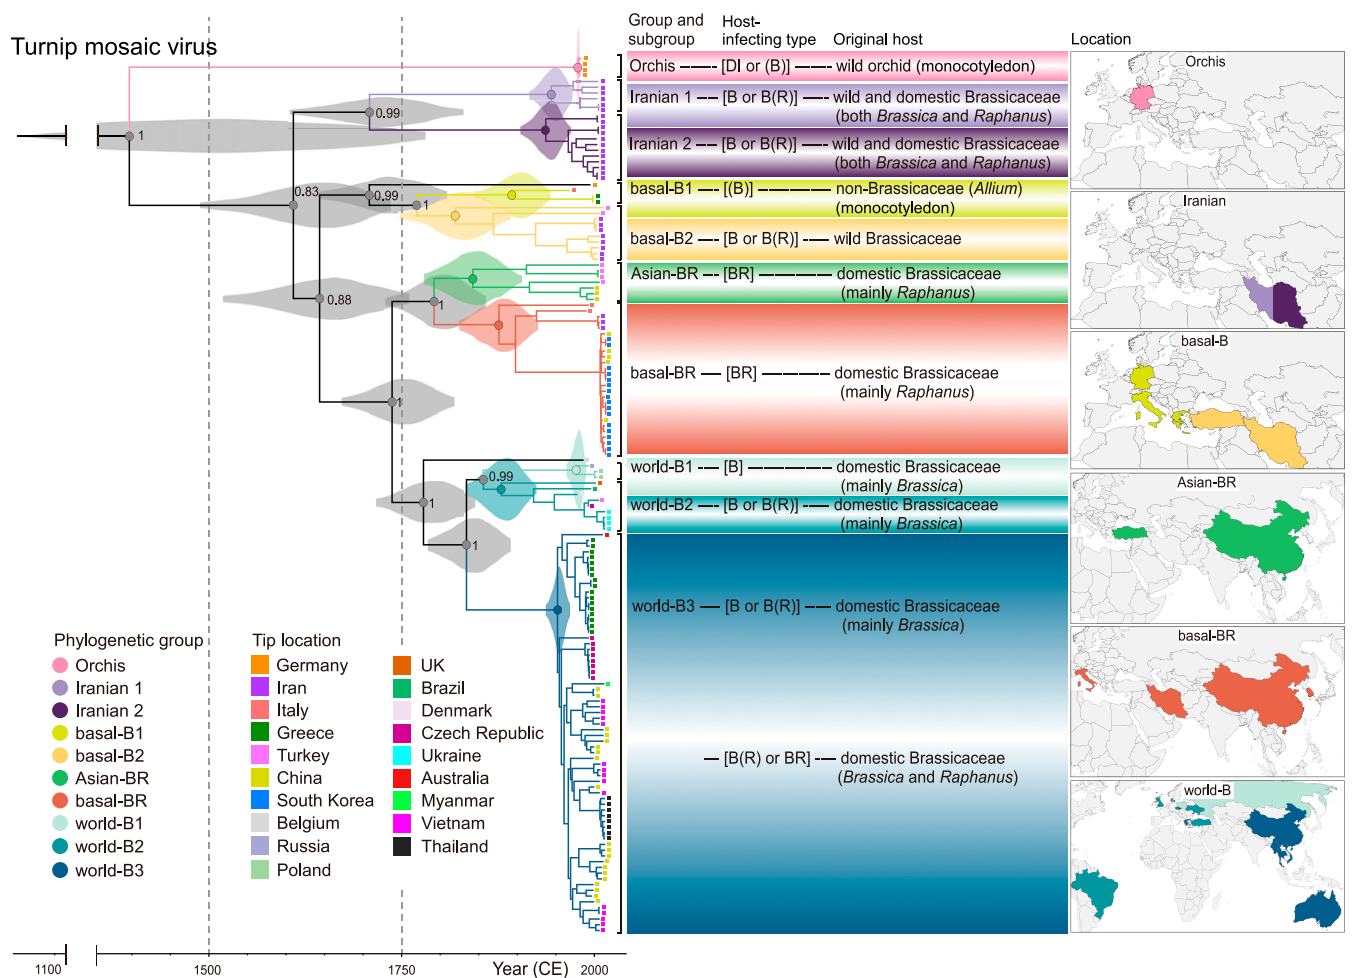 Turnip mosaic virus
Group and
subgroup
Host-
infecting type
Original host
Location
Orchis
[DI or (B)]
wild orchid (monocotyledon)
Iranian 1
[B or B(R)]
wild and domestic Brassicaceae
(both Brassica and Raphanus)
Iranian 2
[B or B(R)]
wild and domestic Brassicaceae
(both Brassica and Raphanus)
basal-B1
[(B)]
non-Brassicaceae (Allium)
(monocotyledon)
basal-B2
[B or B(R)]
wild Brassicaceae
Asian-BR
[BR]
domestic Brassicaceae
(mainly Raphanus)
basal-BR
[BR]
domestic Brassicaceae
(mainly Raphanus)
world-B1
[B]
domestic Brassicaceae
(mainly Brassica)
world-B2
[B or B(R)]
domestic Brassicaceae
(mainly Brassica)
world-B3
[B or B(R)]
domestic Brassicaceae
(mainly Brassica)
[B(R) or BR]
domestic Brassicaceae
(Brassica and Raphanus)
1
0.99
0.83
0.99
1
0.88
1
1
0.99
1
1
Orchis
Iranian
basal-B
Asian-BR
basal-BR
world-B
Phylogenetic group
Orchis
Iranian 1
Iranian 2
basal-B1
basal-B2
Asian-BR
basal-BR
world-B1
world-B2
world-B3
Tip location
Germany
Iran
Italy
Greece
Turkey
China
South Korea
Belgium
Russia
Poland
UK
Brazil
Denmark
Czech Republic
Ukraine
Australia
Myanmar
Vietnam
Thailand
1100
1500
1750
Year (CE)
2000